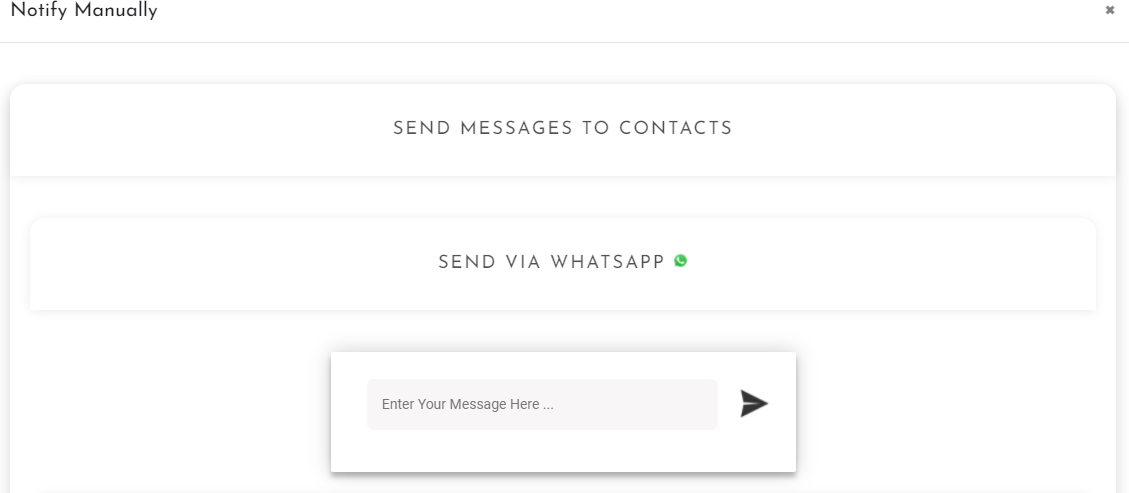 Notify Manually
SEND MESSAGES TO CONTACTS
SEND VIA WHATSAPP
Enter Your Message Here ...